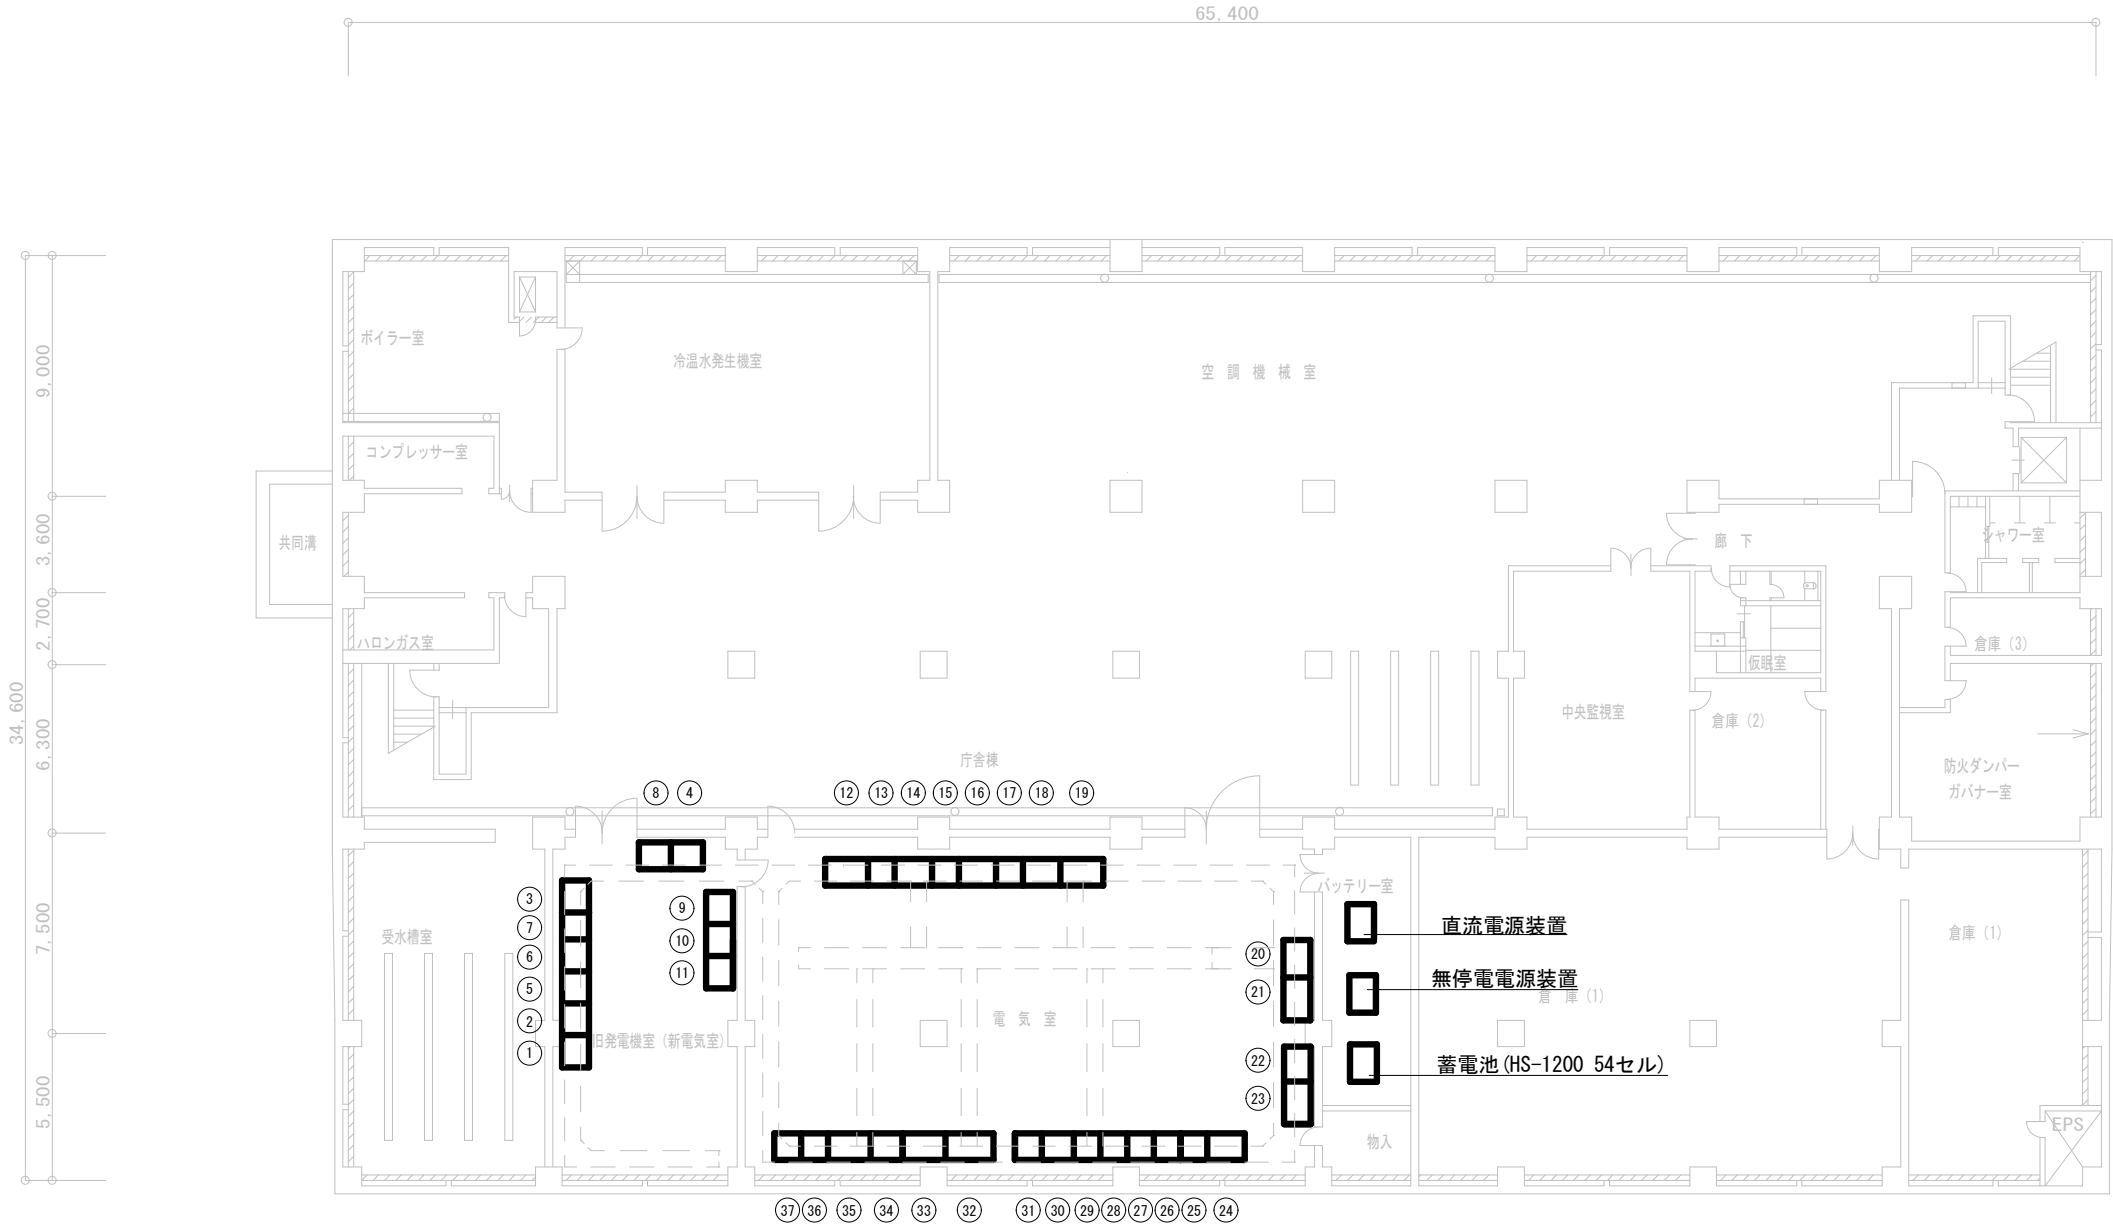 65,400
34,600
9,000
3,600
2,700
6,300
7,500
5,500
ボイラー室
冷温水発生機室
空 調 機 械 室
コンプレッサー室
共同溝
ハロンガス室
廊 下
シャワー室
倉庫(3)
仮眠室
中央監視室
倉庫(2)
防火ダンパー
ガバナー室
庁舎棟
8 4
12 13 14 15 16 17 18 19
3
7
6
5
2
1
9
10
11
受水槽室
旧発電機室(新電気室)
電 気 室
20
21
22
23
バッテリー室
直流電源装置
無停電電源装置
倉 庫(1)
蓄電池(HS-1200 54セル)
倉庫(1)
物入
EPS
37 36 35 34 33 32 31 30 29 28 27 26 25 24